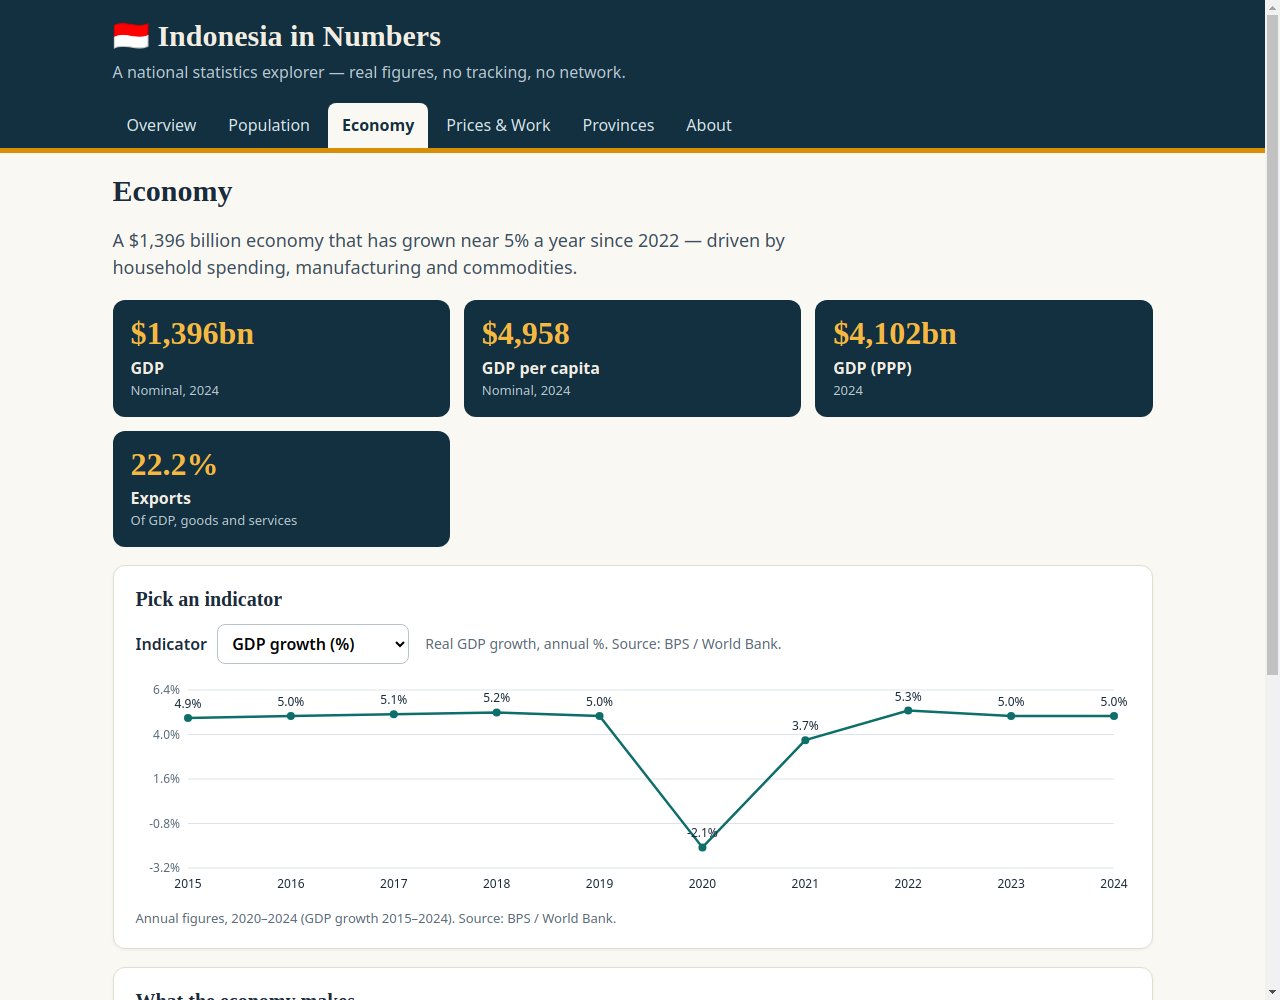 🇮🇩 Indonesia in Numbers
A national statistics explorer — real figures, no tracking, no network.
Overview Population Economy Prices & Work Provinces About
Economy
A $1,396 billion economy that has grown near 5% a year since 2022 — driven by
household spending, manufacturing and commodities.
$1,396bn
GDP
Nominal, 2024
$4,958
GDP per capita
Nominal, 2024
$4,102bn
GDP (PPP)
2024
22.2%
Exports
Of GDP, goods and services
Pick an indicator
Indicator GDP growth (%) Real GDP growth, annual %. Source: BPS / World Bank.
6.4%
4.0%
1.6%
-0.8%
-3.2%
4.9% 5.0% 5.1% 5.2% 5.0% -2.1% 3.7% 5.3% 5.0% 5.0%
2015 2016 2017 2018 2019 2020 2021 2022 2023 2024
Annual figures, 2020–2024 (GDP growth 2015–2024). Source: BPS / World Bank.
What the economy makes